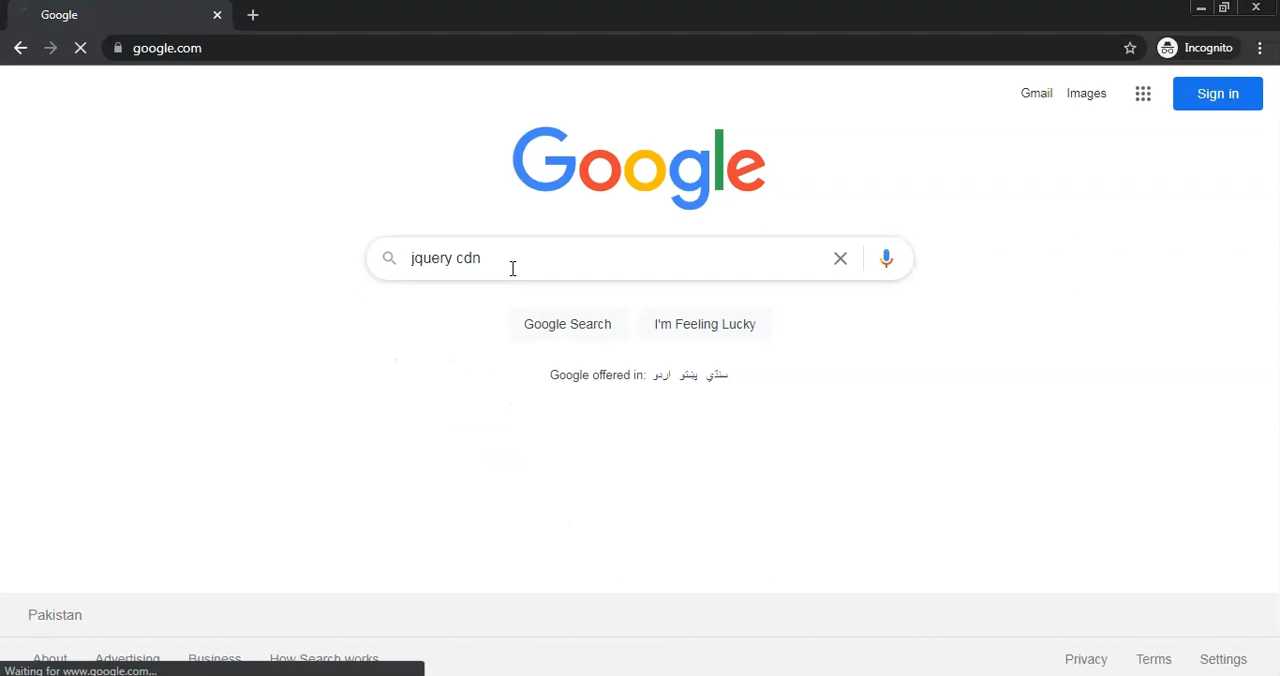 Google
google.com
Incognito
Gmail Images Sign in
Google
jquery cdn
Google Search I'm Feeling Lucky
Google offered in: اردو پښتو سنڌي
Pakistan
About Advertising Business How Search works
Privacy Terms Settings
Waiting for www.google.com...